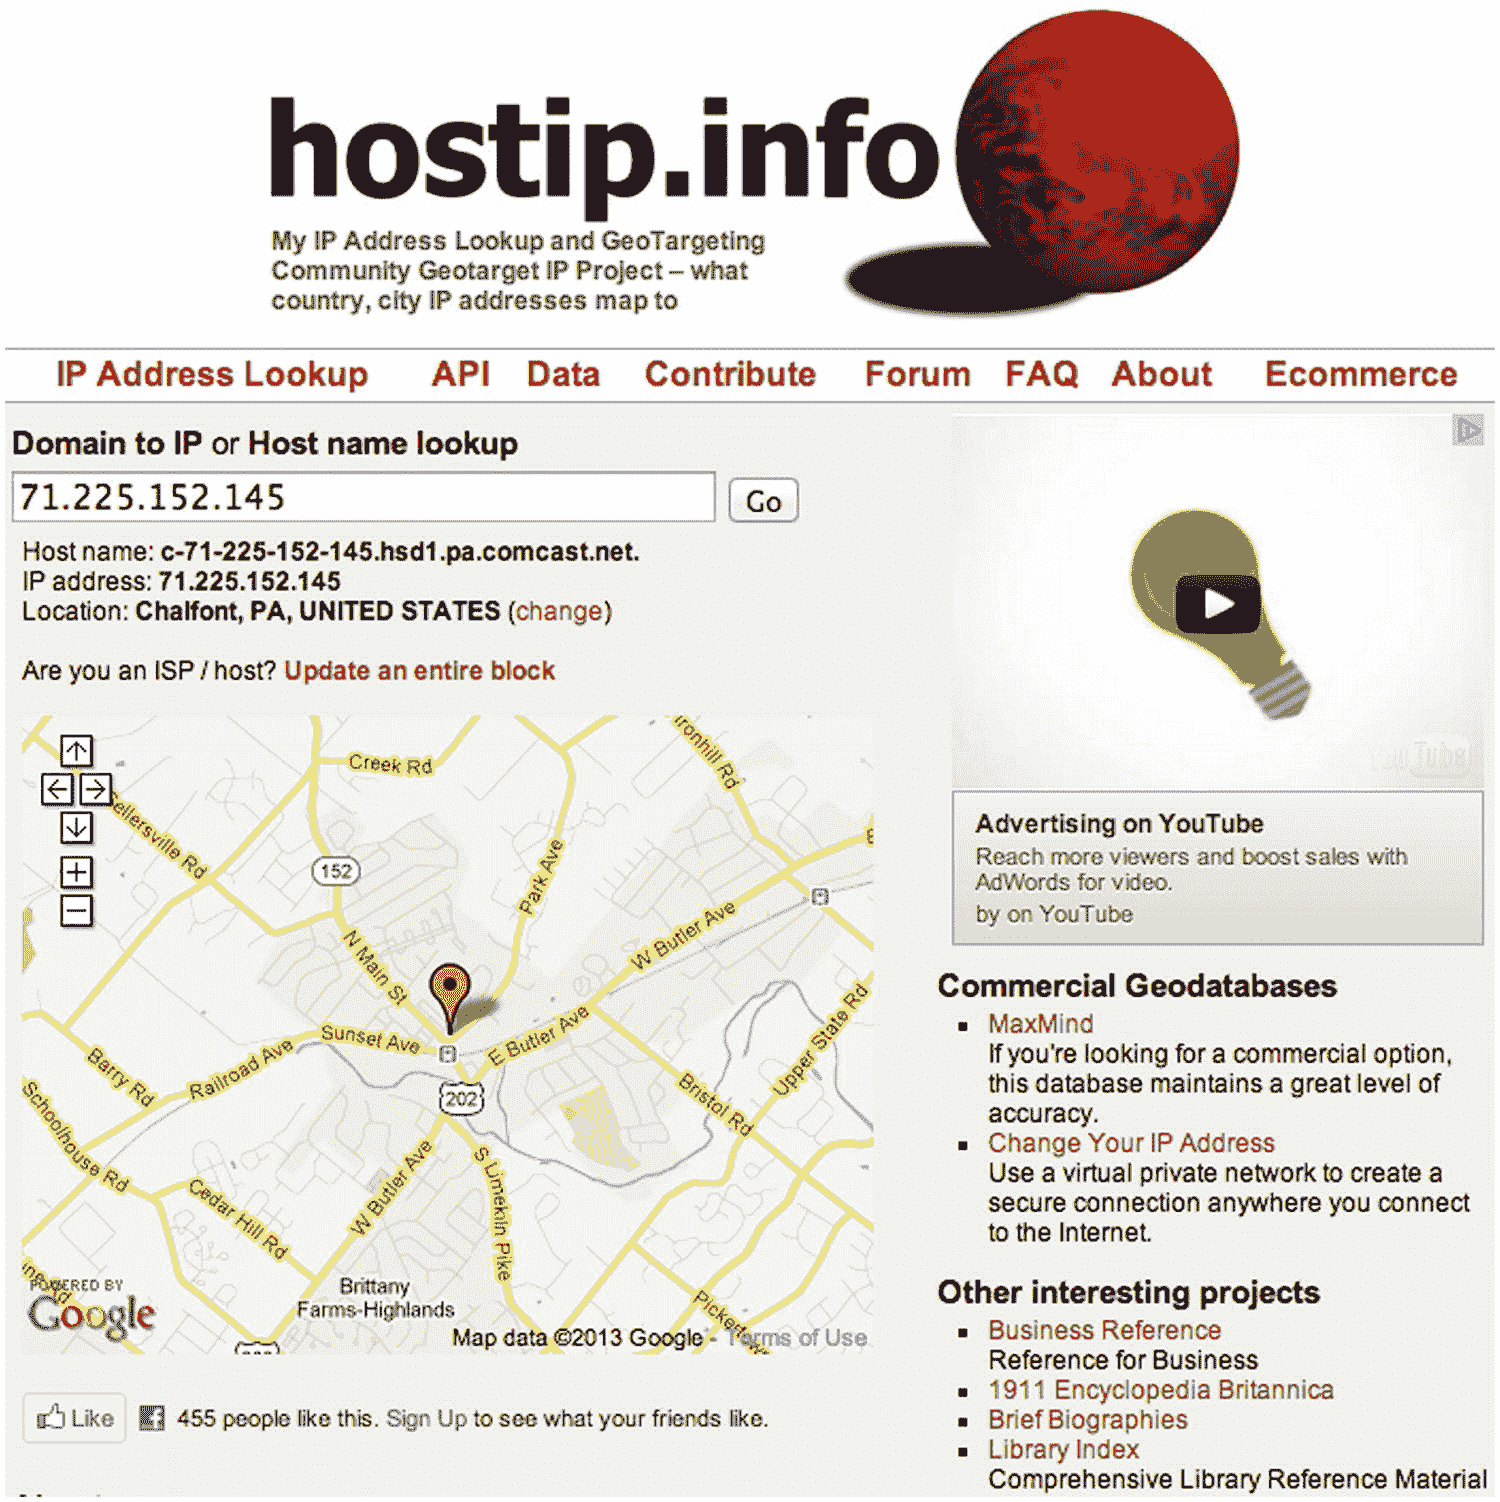 hostip.info
My IP Address Lookup and GeoTargeting
Community Geotarget IP Project – what
country, city IP addresses map to
IP Address Lookup API Data Contribute Forum FAQ About Ecommerce
Domain to IP or Host name lookup
71.225.152.145 Go
Host name: c-71-225-152-145.hsd1.pa.comcast.net.
IP address: 71.225.152.145
Location: Chalfont, PA, UNITED STATES (change)
Are you an ISP / host? Update an entire block
Creek Rd
Ironhill Rd
Sellersville Rd
152
Park Ave
W Butler Ave
N Main St
Sunset Ave
E Butler Ave
Railroad Ave
Barry Rd
202
Bristol Rd
Upper State Rd
Schoolhouse Rd
Cedar Hill Rd
W Butler Ave
S Limekiln Pike
Brittany
Farms-Highlands
POWERED BY
Google
Map data ©2013 Google - Terms of Use
Like 455 people like this. Sign Up to see what your friends like.
YouTube
Advertising on YouTube
Reach more viewers and boost sales with
AdWords for video.
by on YouTube
Commercial Geodatabases
MaxMind
If you're looking for a commercial option,
this database maintains a great level of
accuracy.
Change Your IP Address
Use a virtual private network to create a
secure connection anywhere you connect
to the Internet.
Other interesting projects
Business Reference
Reference for Business
1911 Encyclopedia Britannica
Brief Biographies
Library Index
Comprehensive Library Reference Material